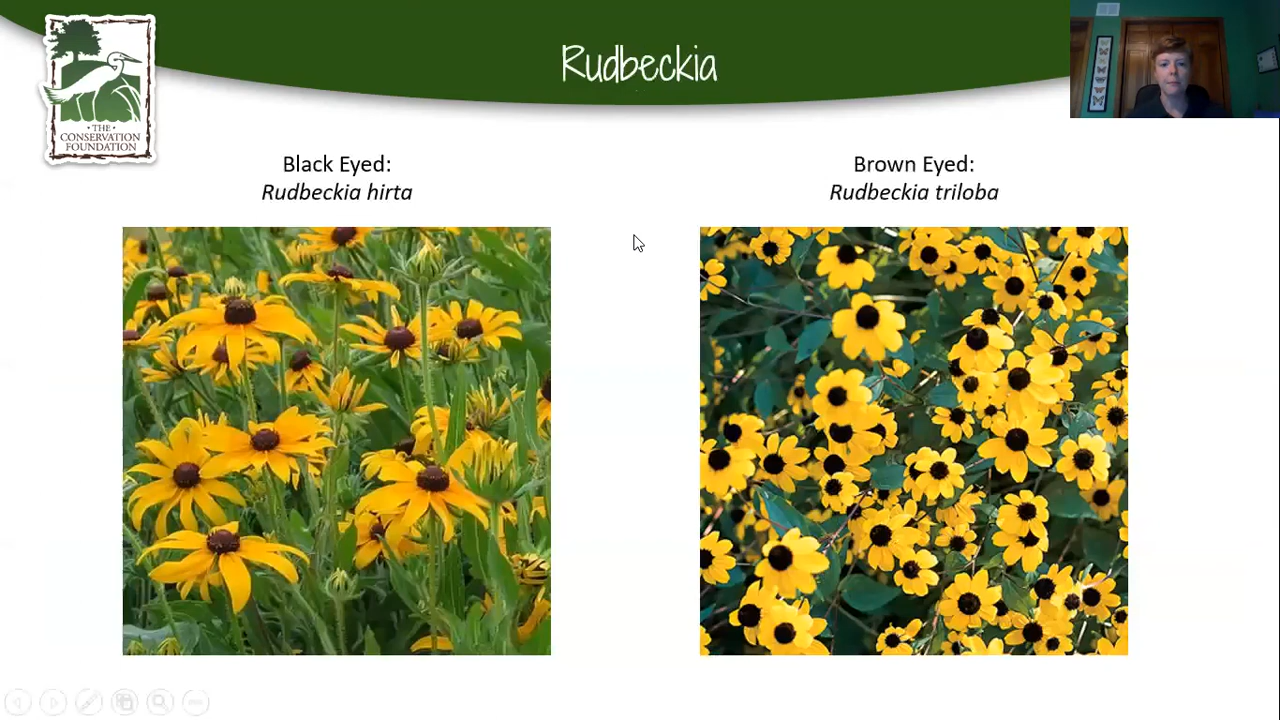 Rudbeckia
• THE •
CONSERVATION
FOUNDATION
Black Eyed:
Rudbeckia hirta
Brown Eyed:
Rudbeckia triloba